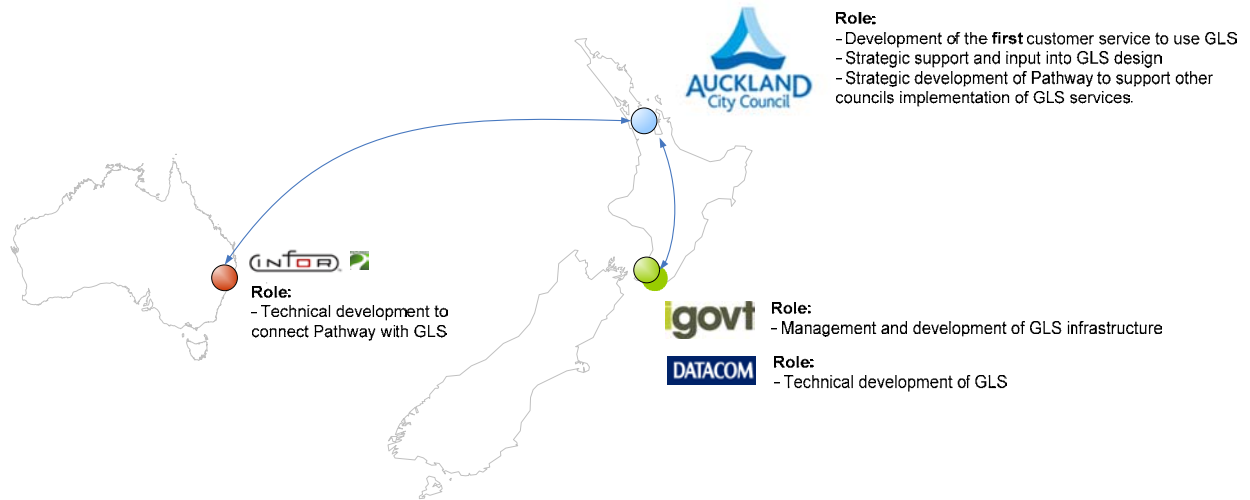 Role:
- Development of the first customer service to use GLS
- Strategic support and input into GLS design
- Strategic development of Pathway to support other
councils implementation of GLS services.
AUCKLAND
City Council
INFOR
Role:
- Technical development to
connect Pathway with GLS
igovt
Role:
- Management and development of GLS infrastructure
DATACOM
Role:
- Technical development of GLS